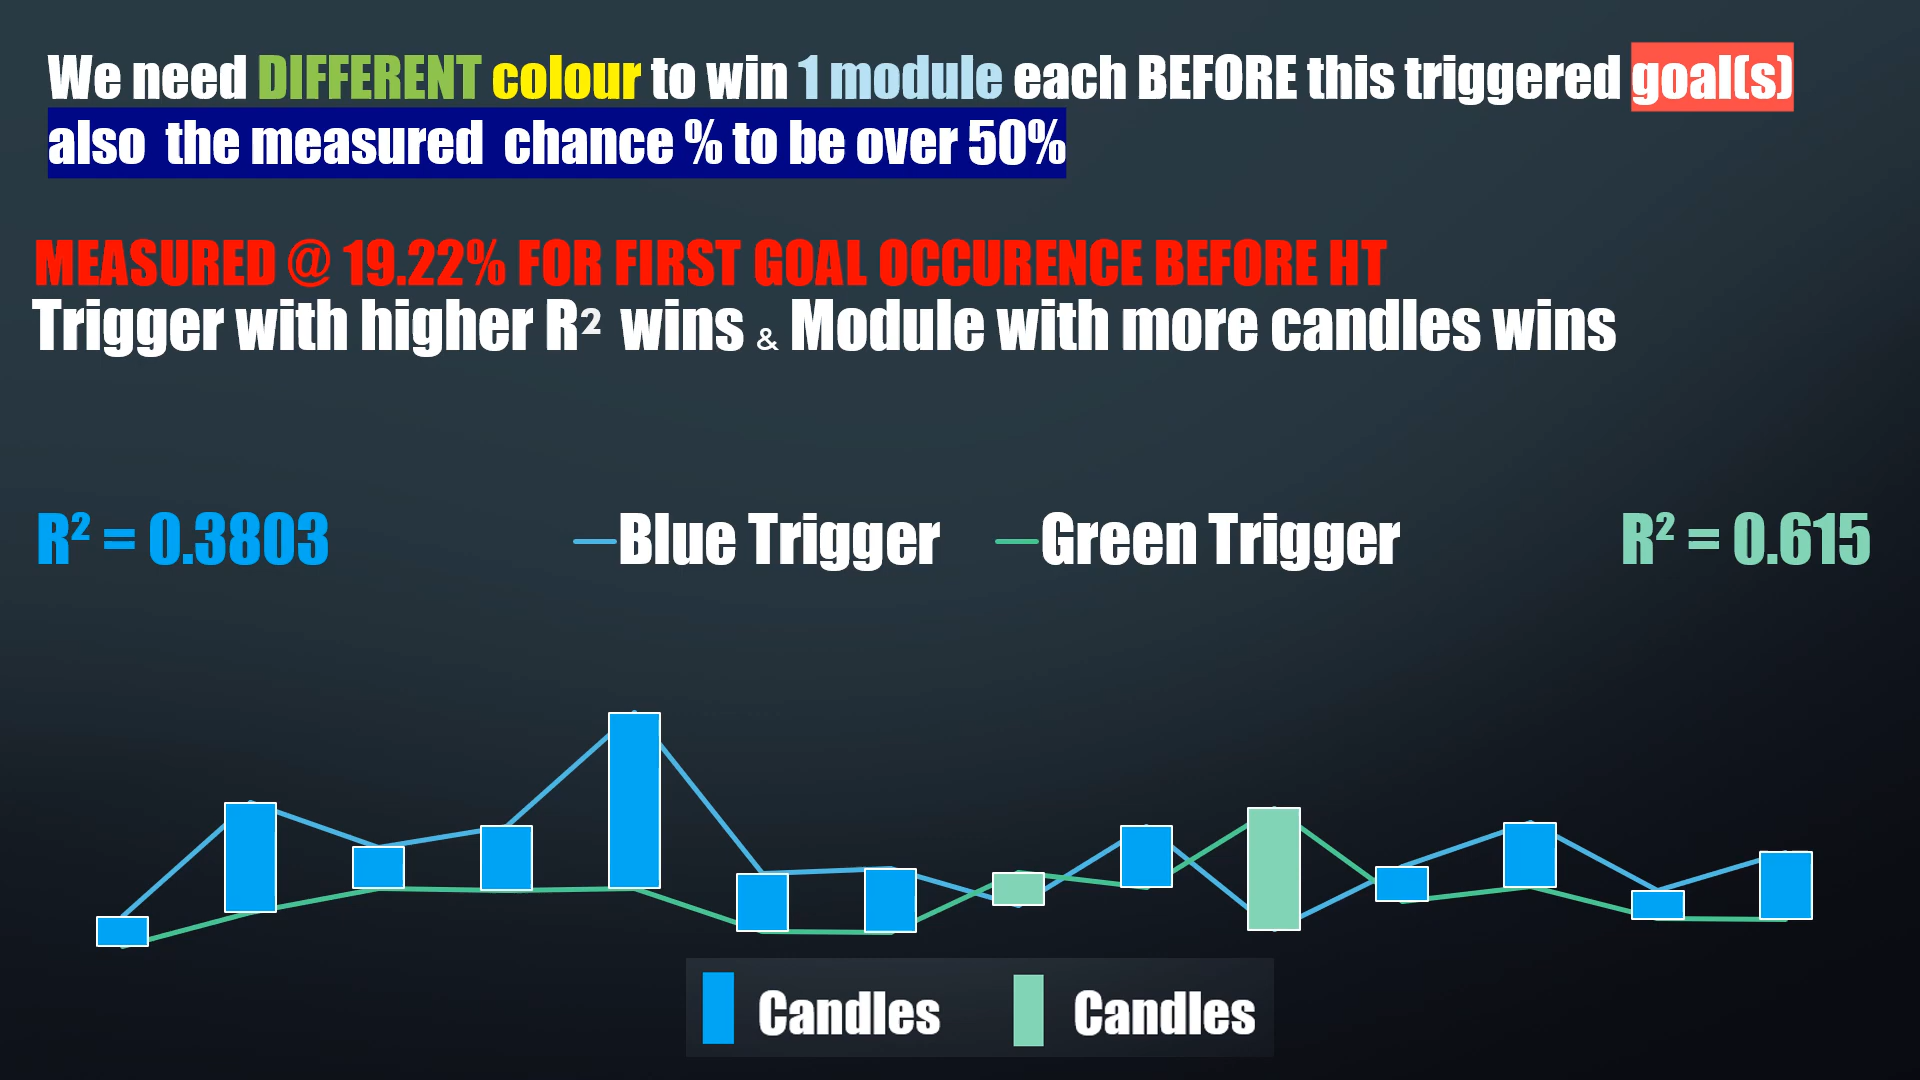 We need DIFFERENT colour to win 1 module each BEFORE this triggered goal(s)
also the measured chance % to be over 50%
MEASURED @ 19.22% FOR FIRST GOAL OCCURENCE BEFORE HT
Trigger with higher R² wins & Module with more candles wins
R² = 0.3803
Blue Trigger
Green Trigger
R² = 0.615
Candles
Candles